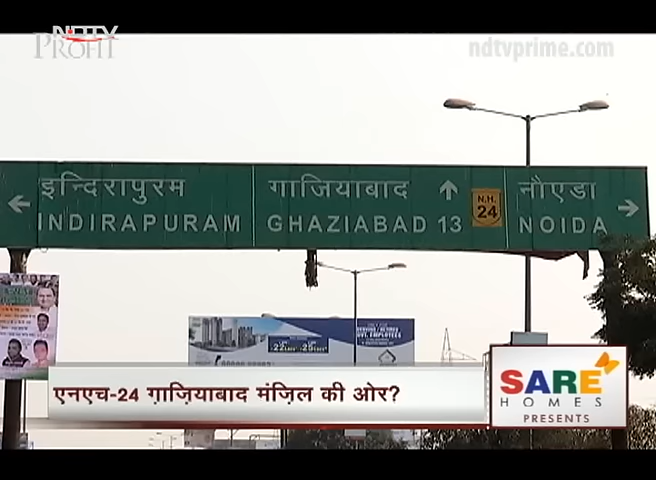 NDTV
PROFIT
ndtvprime.com
इन्दिरापुरम
INDIRAPURAM
गाजियाबाद
GHAZIABAD 13
N.H.
24
नौएडा
NOIDA
एनएच-24 ग़ाज़ियाबाद मंज़िल की ओर?
SARE
HOMES
PRESENTS